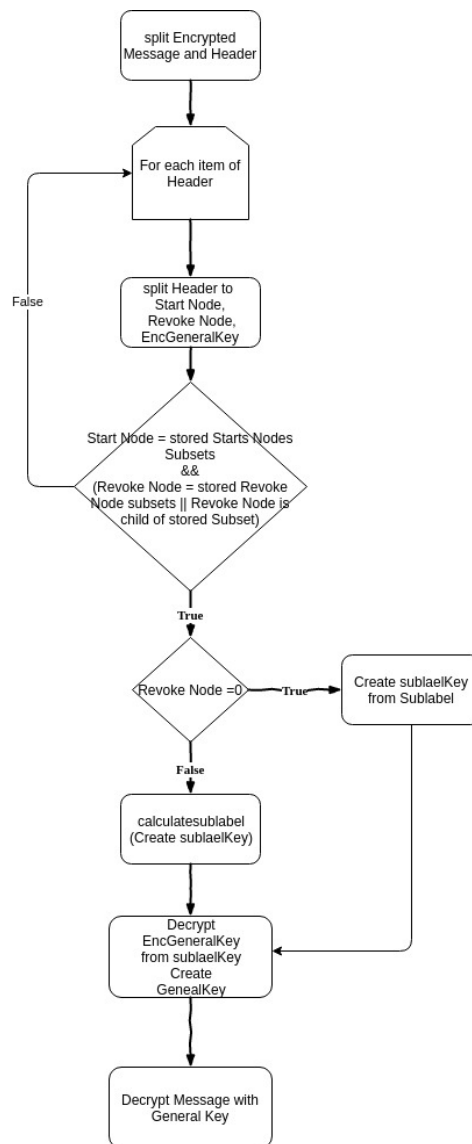 split Encrypted
Message and Header
For each item of
Header
False
split Header to
Start Node,
Revoke Node,
EncGeneralKey
Start Node = stored Starts Nodes
Subsets
&&
(Revoke Node = stored Revoke
Node subsets || Revoke Node is
child of stored Subset)
True
Revoke Node =0
True
Create sublaelKey
from Sublabel
False
calculatesublabel
(Create sublaelKey)
Decrypt
EncGeneralKey
from sublaelKey
Create
GenealKey
Decrypt Message with
General Key